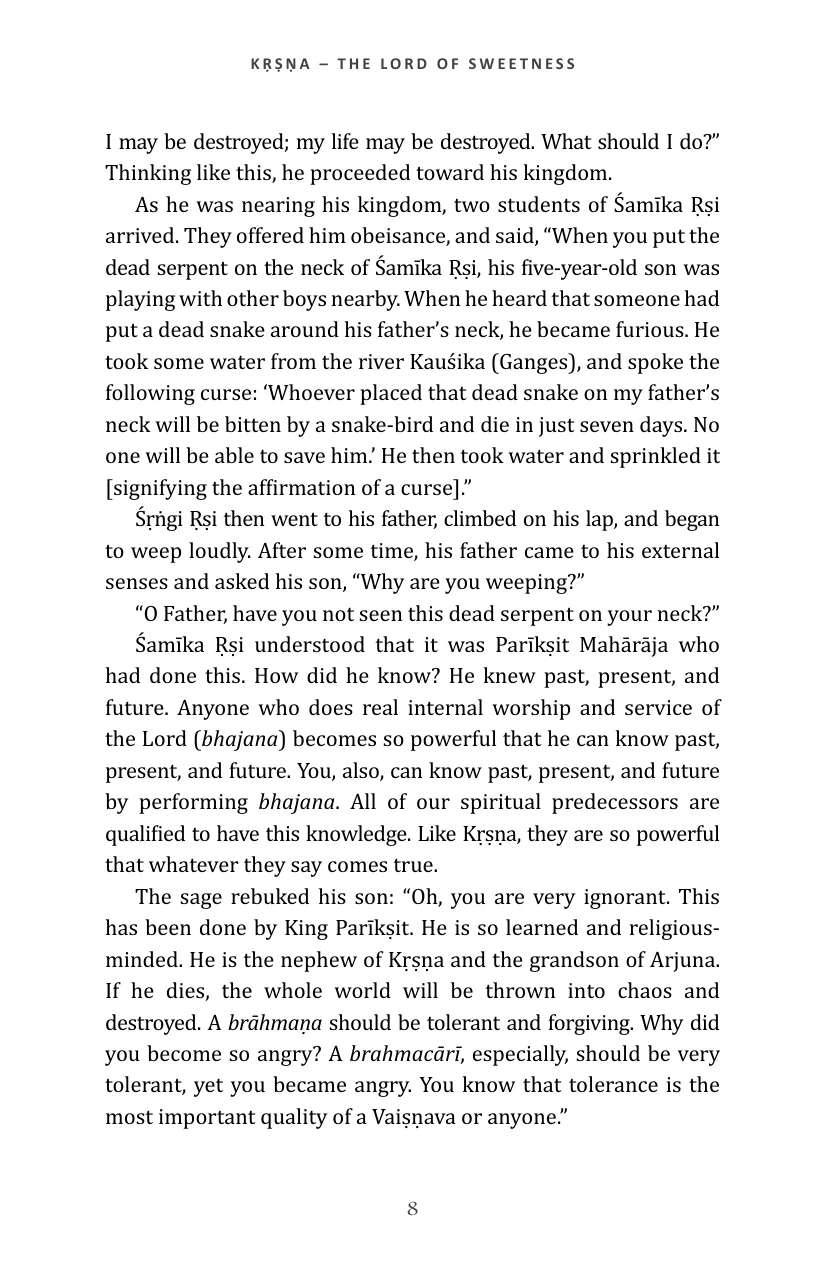 KṚṢṆA – THE LORD OF SWEETNESS
I may be destroyed; my life may be destroyed. What should I do?”
Thinking like this, he proceeded toward his kingdom.
As he was nearing his kingdom, two students of Śamīka Ṛṣi
arrived. They offered him obeisance, and said, “When you put the
dead serpent on the neck of Śamīka Ṛṣi, his five-year-old son was
playing with other boys nearby. When he heard that someone had
put a dead snake around his father’s neck, he became furious. He
took some water from the river Kauśika (Ganges), and spoke the
following curse: ‘Whoever placed that dead snake on my father’s
neck will be bitten by a snake-bird and die in just seven days. No
one will be able to save him.’ He then took water and sprinkled it
[signifying the affirmation of a curse].”
Śṛṅgi Ṛṣi then went to his father, climbed on his lap, and began
to weep loudly. After some time, his father came to his external
senses and asked his son, “Why are you weeping?”
“O Father, have you not seen this dead serpent on your neck?”
Śamīka Ṛṣi understood that it was Parīkṣit Mahārāja who
had done this. How did he know? He knew past, present, and
future. Anyone who does real internal worship and service of
the Lord (bhajana) becomes so powerful that he can know past,
present, and future. You, also, can know past, present, and future
by performing bhajana. All of our spiritual predecessors are
qualified to have this knowledge. Like Kṛṣṇa, they are so powerful
that whatever they say comes true.
The sage rebuked his son: “Oh, you are very ignorant. This
has been done by King Parīkṣit. He is so learned and religious-
minded. He is the nephew of Kṛṣṇa and the grandson of Arjuna.
If he dies, the whole world will be thrown into chaos and
destroyed. A brāhmaṇa should be tolerant and forgiving. Why did
you become so angry? A brahmacārī, especially, should be very
tolerant, yet you became angry. You know that tolerance is the
most important quality of a Vaiṣṇava or anyone.”
8